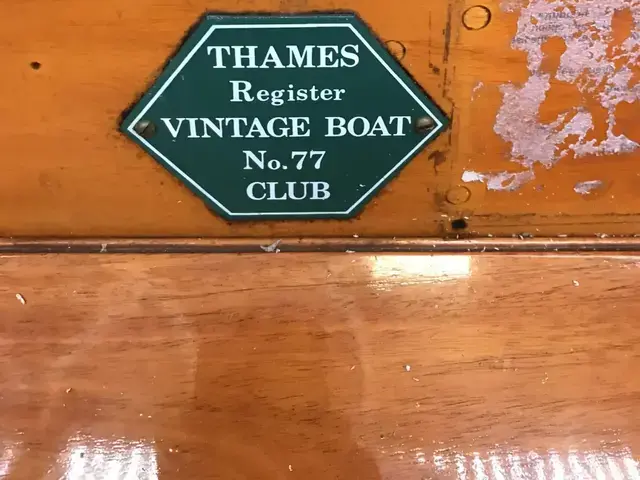 THAMES
Register
VINTAGE BOAT
No. 77
CLUB